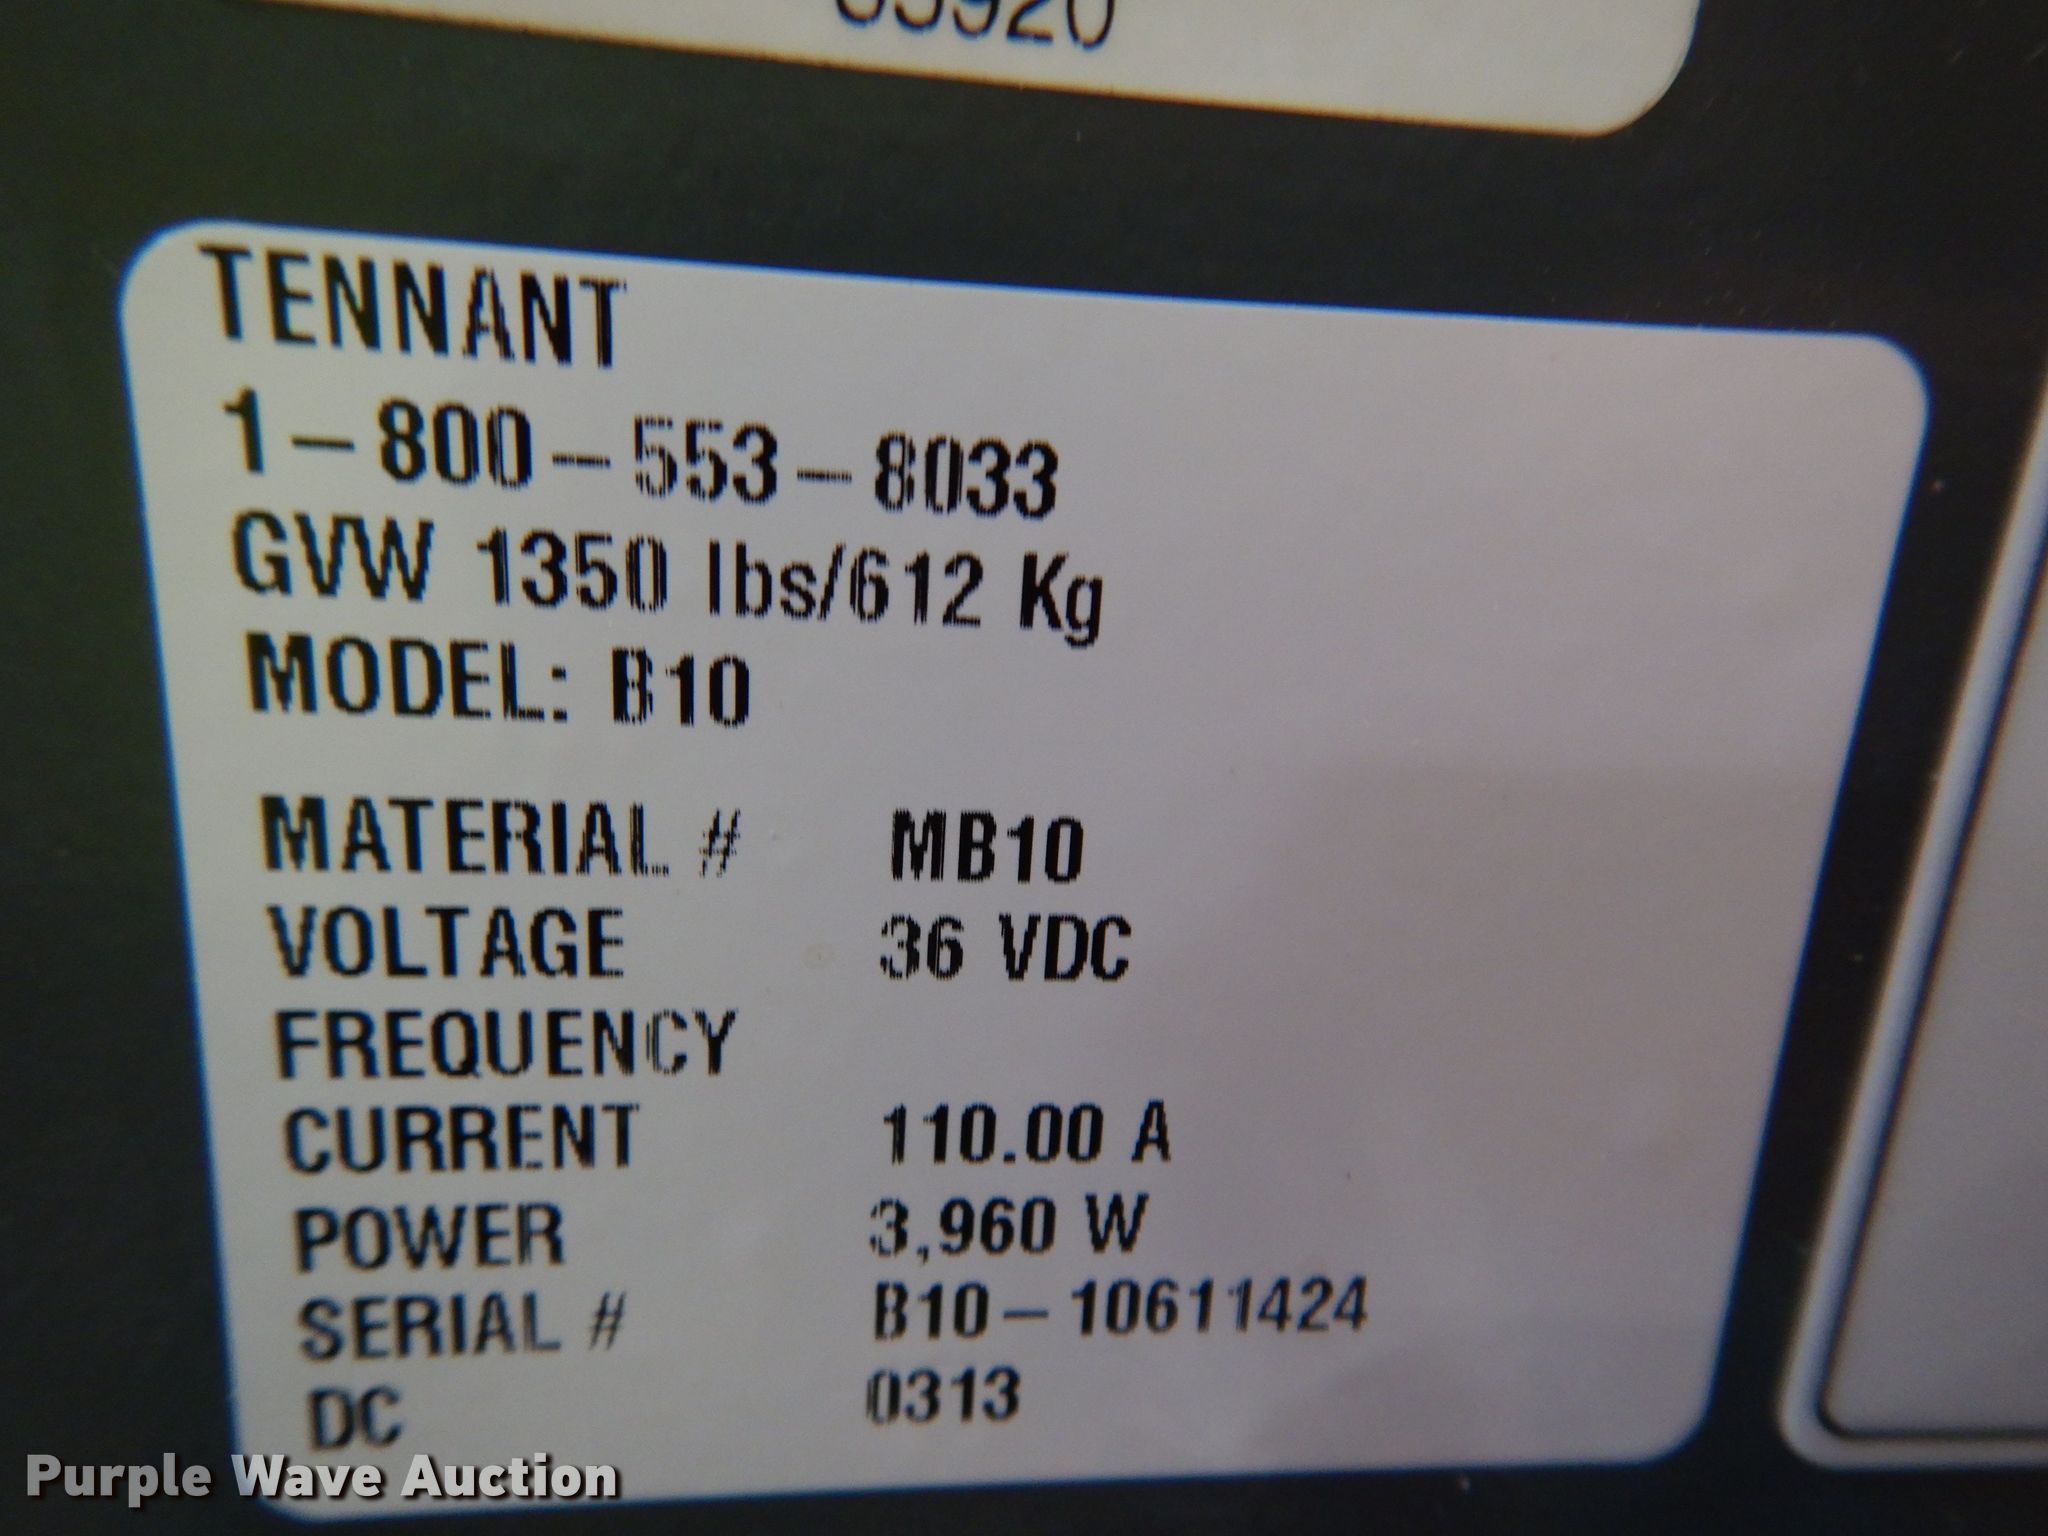 TENNANT
1-800-553-8033
GVW 1350 lbs/612 Kg
MODEL: B10
MATERIAL # MB10
VOLTAGE 36 VDC
FREQUENCY
CURRENT 110.00 A
POWER 3,960 W
SERIAL # B10-10611424
DC 0313
Purple Wave Auction